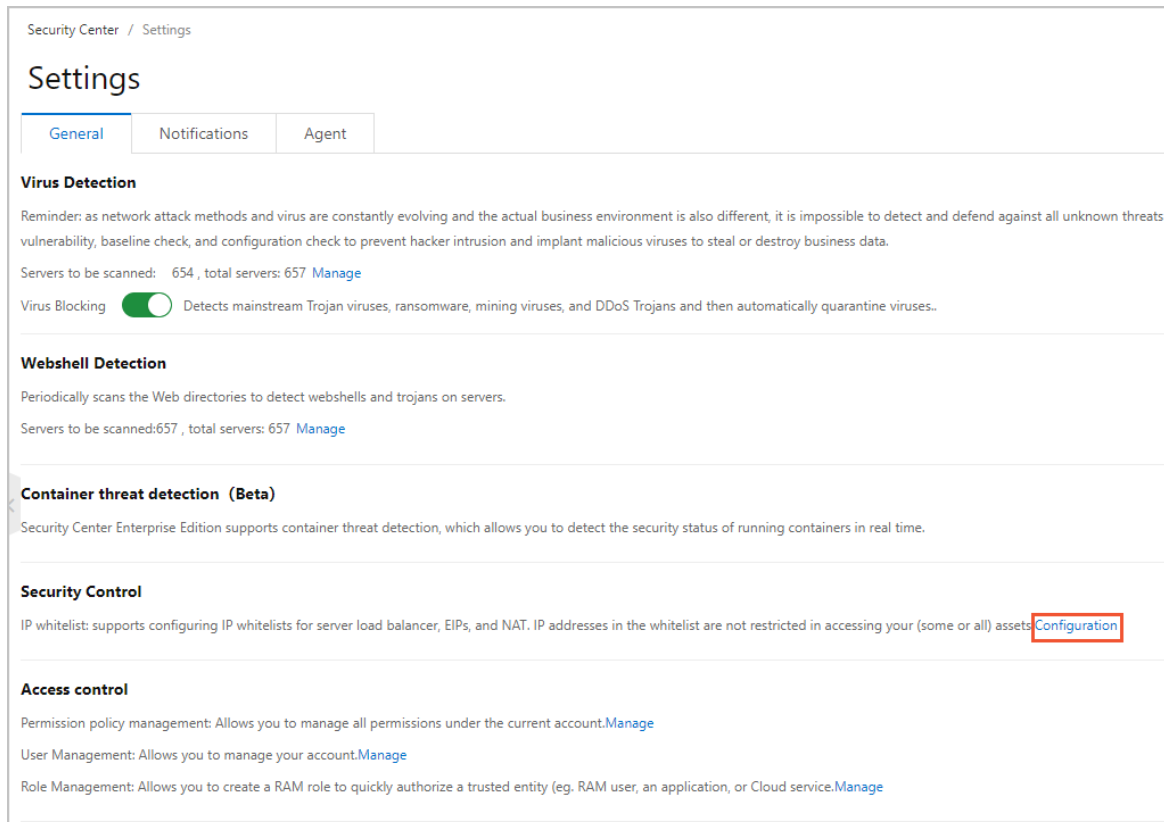 Security Center / Settings
Settings
General Notifications Agent
Virus Detection
Reminder: as network attack methods and virus are constantly evolving and the actual business environment is also different, it is impossible to detect and defend against all unknown threats
vulnerability, baseline check, and configuration check to prevent hacker intrusion and implant malicious viruses to steal or destroy business data.
Servers to be scanned: 654 , total servers: 657 Manage
Virus Blocking Detects mainstream Trojan viruses, ransomware, mining viruses, and DDoS Trojans and then automatically quarantine viruses..
Webshell Detection
Periodically scans the Web directories to detect webshells and trojans on servers.
Servers to be scanned:657 , total servers: 657 Manage
Container threat detection（Beta）
Security Center Enterprise Edition supports container threat detection, which allows you to detect the security status of running containers in real time.
Security Control
IP whitelist: supports configuring IP whitelists for server load balancer, EIPs, and NAT. IP addresses in the whitelist are not restricted in accessing your (some or all) assets Configuration
Access control
Permission policy management: Allows you to manage all permissions under the current account.Manage
User Management: Allows you to manage your account.Manage
Role Management: Allows you to create a RAM role to quickly authorize a trusted entity (eg. RAM user, an application, or Cloud service.Manage